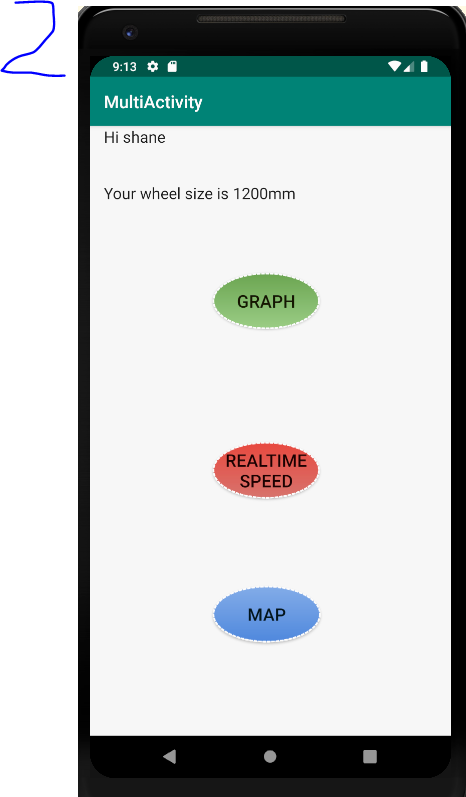 2
9:13
MultiActivity
Hi shane
Your wheel size is 1200mm
GRAPH
REALTIME
SPEED
MAP